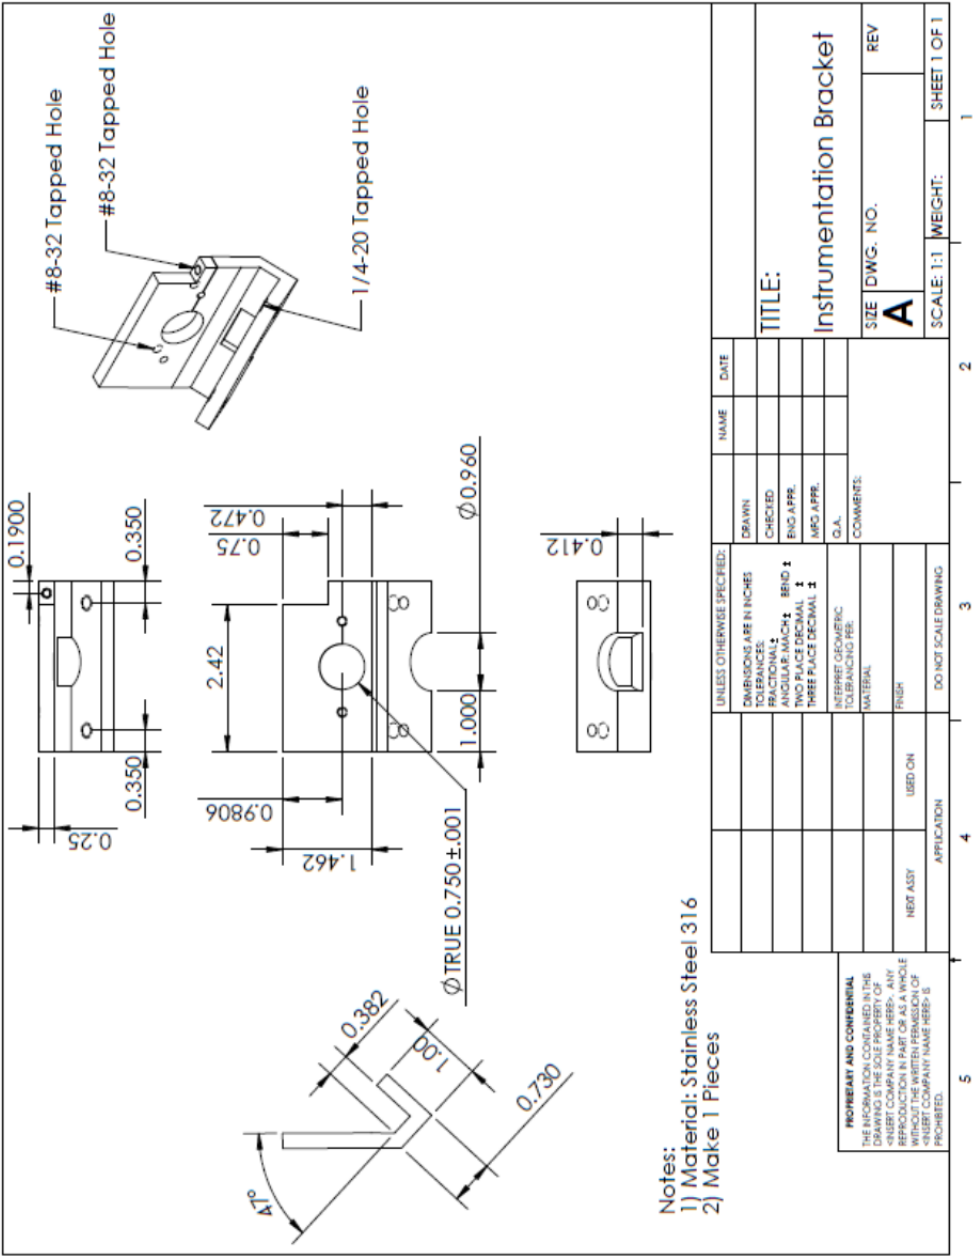 #8-32 Tapped Hole
#8-32 Tapped Hole
1/4-20 Tapped Hole
0.1900
0.350
0.350
0.25
2.42
0.472
0.75
0.9806
1.462
1.000
Ø0.960
ØTRUE 0.750±.001
0.412
47°
0.382
1.00
0.730
Notes:
1) Material: Stainless Steel 316
2) Make 1 Pieces
PROPRIETARY AND CONFIDENTIAL
THE INFORMATION CONTAINED IN THIS
DRAWING IS THE SOLE PROPERTY OF
<INSERT COMPANY NAME HERE>. ANY
REPRODUCTION IN PART OR AS A WHOLE
WITHOUT THE WRITTEN PERMISSION OF
<INSERT COMPANY NAME HERE> IS
PROHIBITED.
NEXT ASSY
USED ON
APPLICATION
UNLESS OTHERWISE SPECIFIED:
DIMENSIONS ARE IN INCHES
TOLERANCES:
FRACTIONAL±
ANGULAR: MACH± BEND ±
TWO PLACE DECIMAL ±
THREE PLACE DECIMAL ±
INTERPRET GEOMETRIC
TOLERANCING PER:
MATERIAL
FINISH
DO NOT SCALE DRAWING
NAME
DATE
DRAWN
CHECKED
ENG APPR.
MFG APPR.
Q.A.
COMMENTS:
TITLE:
Instrumentation Bracket
SIZE
A
DWG. NO.
REV
SCALE: 1:1
WEIGHT:
SHEET 1 OF 1
5
4
3
2
1